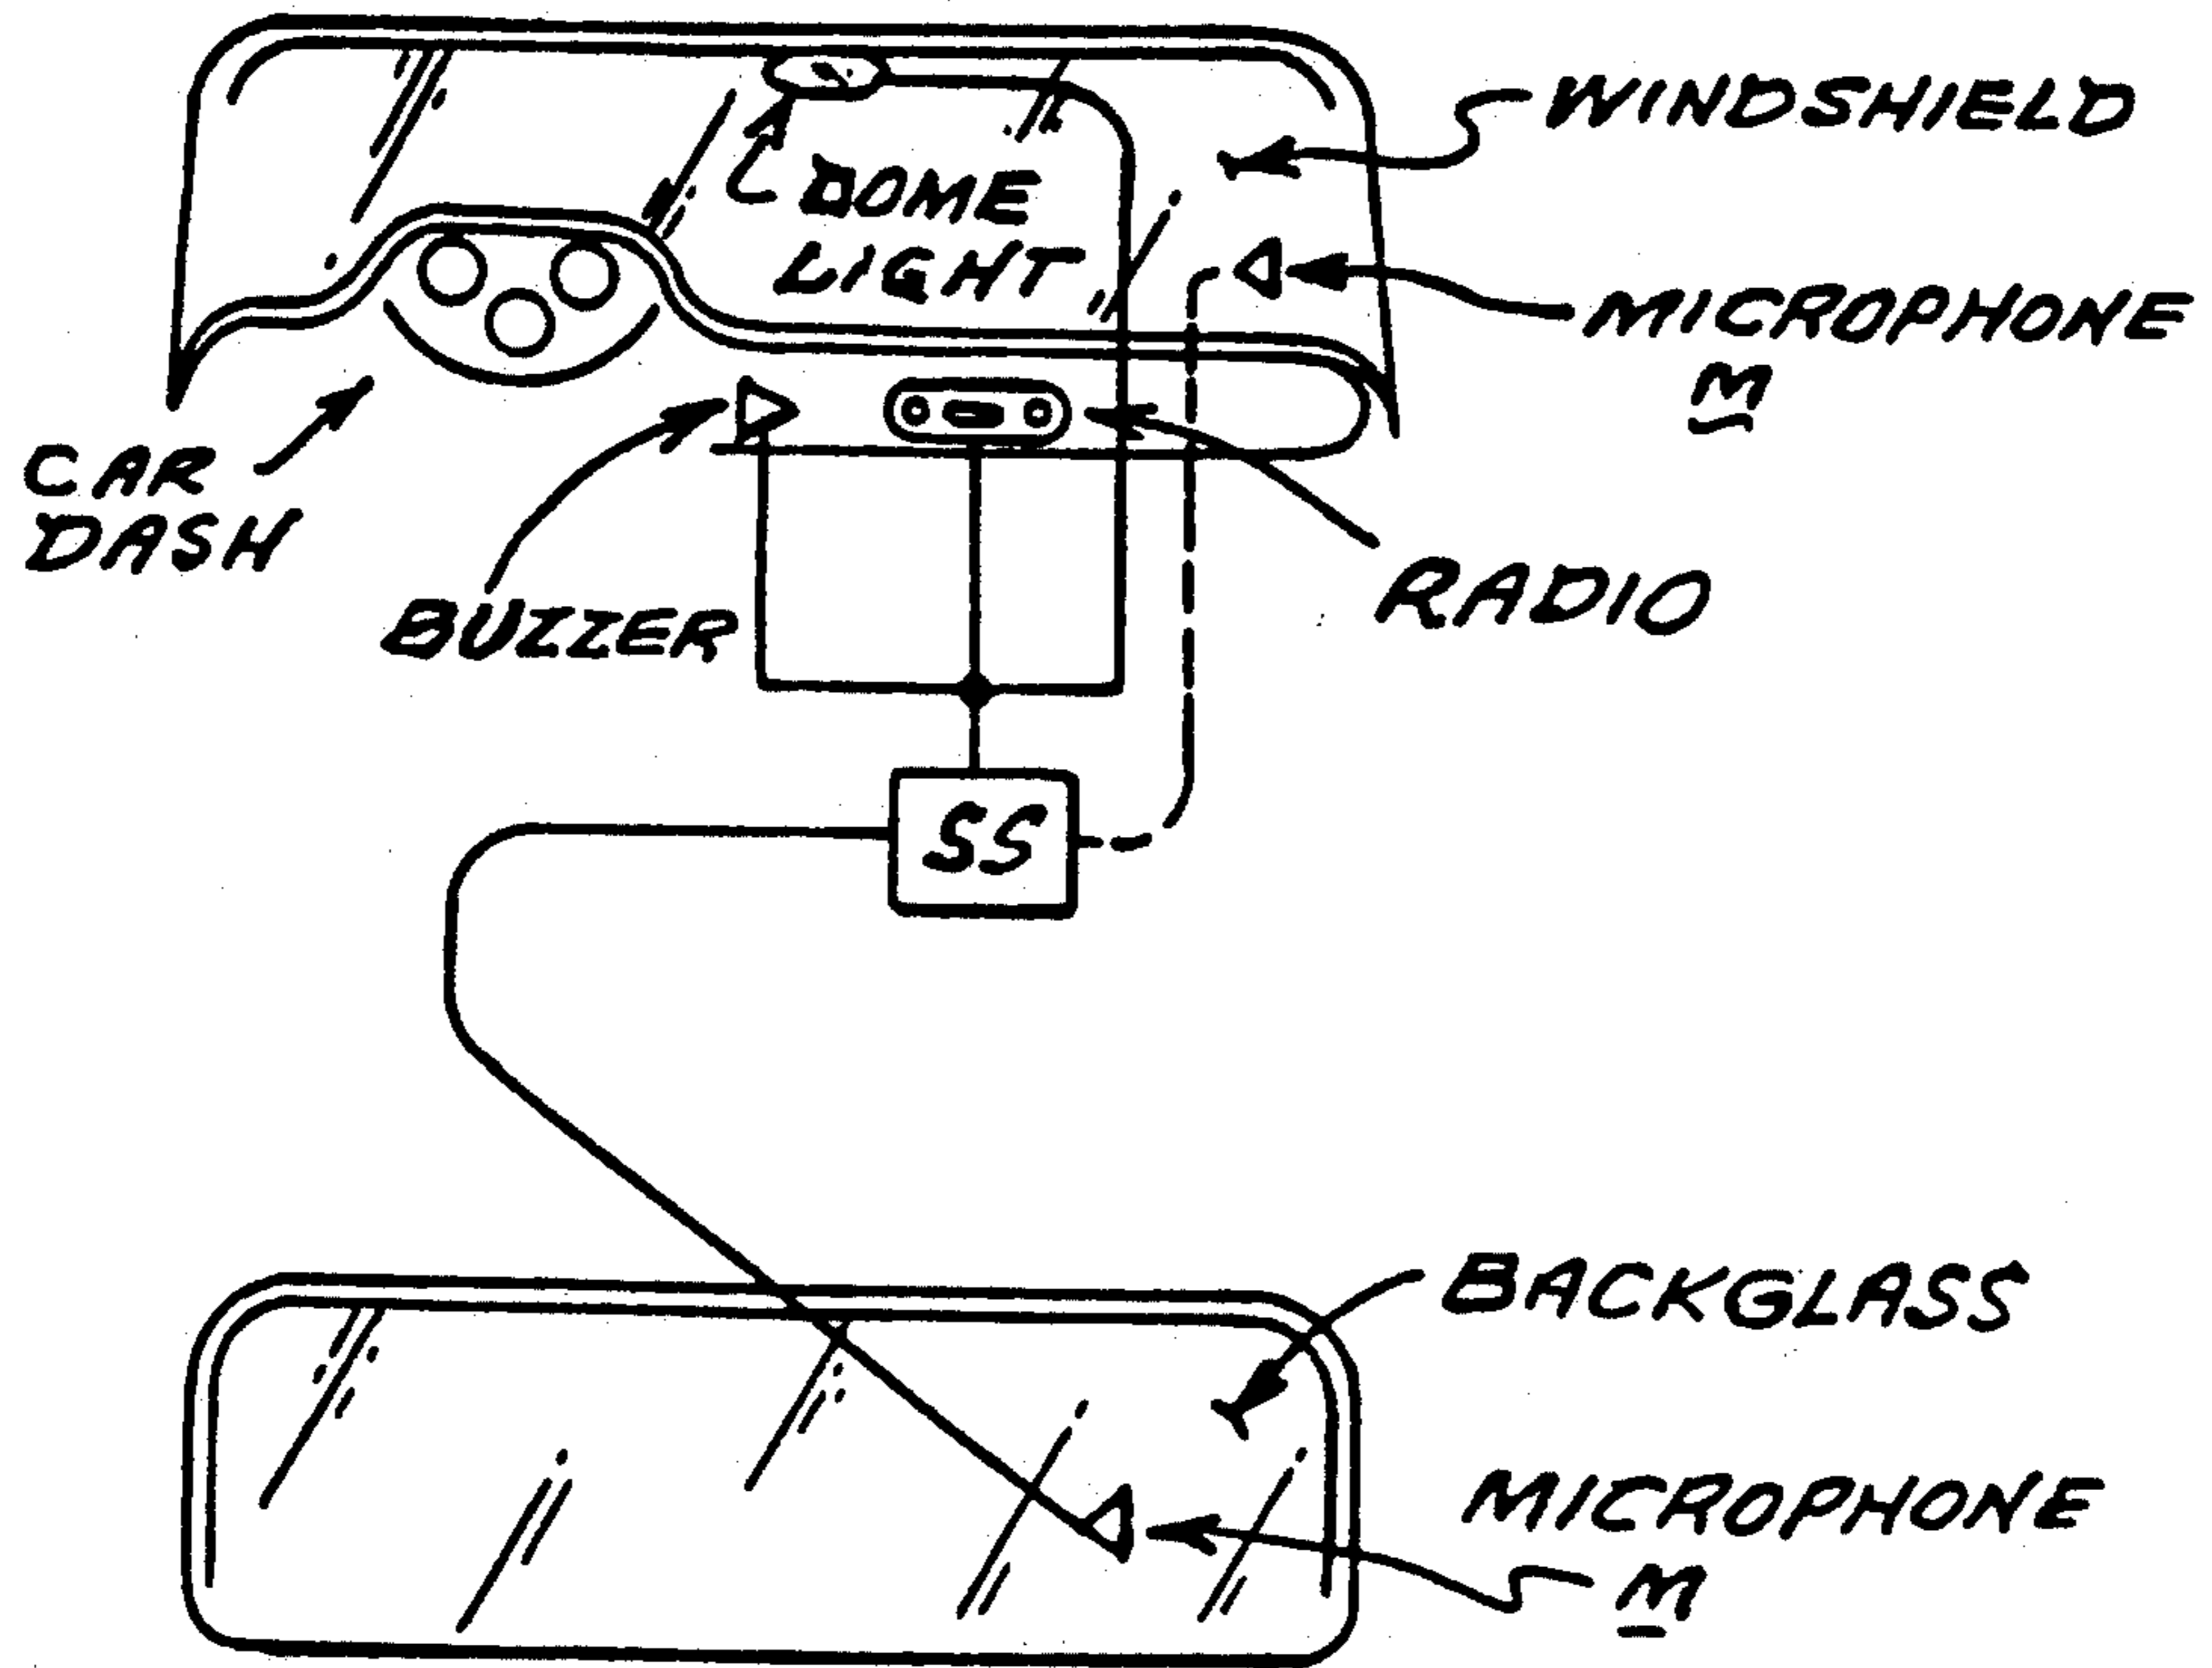 WINDSHIELD
DOME
LIGHT
MICROPHONE
M
CAR
DASH
BUZZER
RADIO
SS
BACKGLASS
MICROPHONE
M